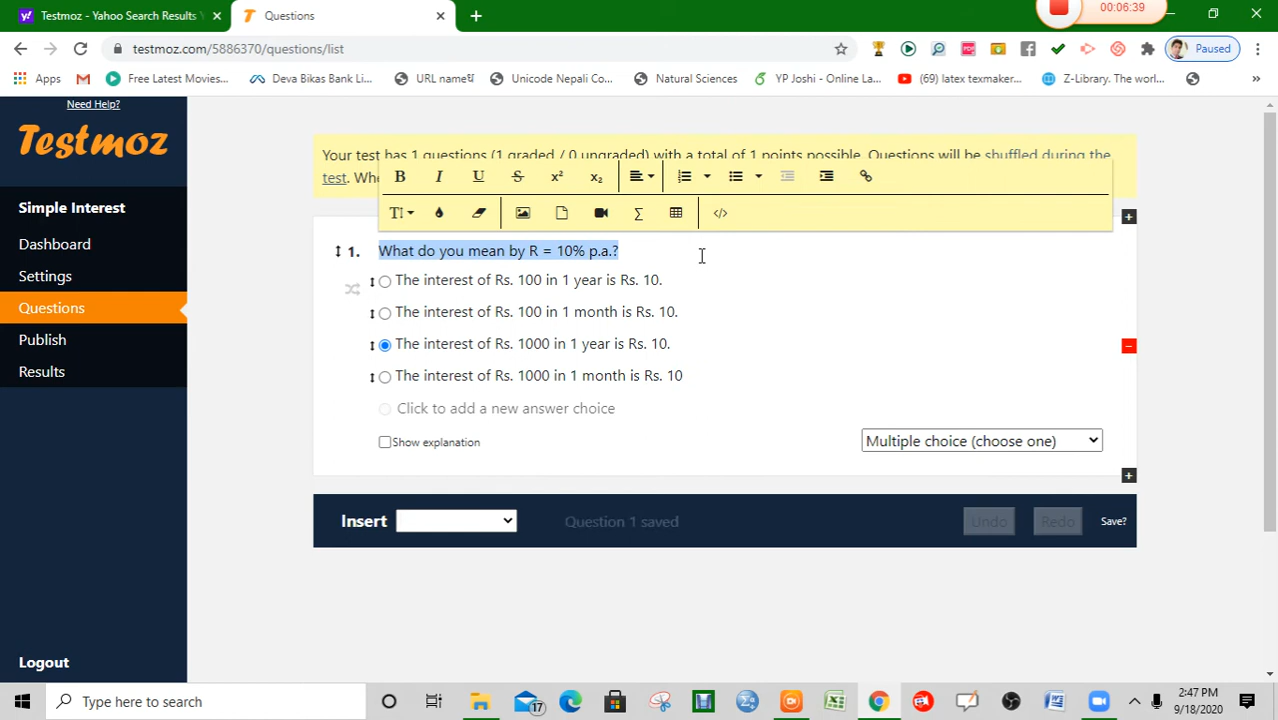 Testmoz - Yahoo Search Results
Questions
00:06:39
testmoz.com/5886370/questions/list
Paused
Apps
Free Latest Movies...
Deva Bikas Bank Li...
URL nameर्
Unicode Nepali Co...
Natural Sciences
YP Joshi - Online La...
(69) latex texmaker...
Z-Library. The worl...
»
Need Help?
Testmoz
Simple Interest
Dashboard
Settings
Questions
Publish
Results
Logout
Your test has 1 questions (1 graded / 0 ungraded) with a total of 1 points possible. Questions will be shuffled during the
test. Whe
B I U S x² x₂
1. What do you mean by R = 10% p.a.?
The interest of Rs. 100 in 1 year is Rs. 10.
The interest of Rs. 100 in 1 month is Rs. 10.
The interest of Rs. 1000 in 1 year is Rs. 10.
The interest of Rs. 1000 in 1 month is Rs. 10
Click to add a new answer choice
Show explanation
Multiple choice (choose one)
Insert
Question 1 saved
Undo
Redo
Save?
Type here to search
17
2:47 PM
9/18/2020